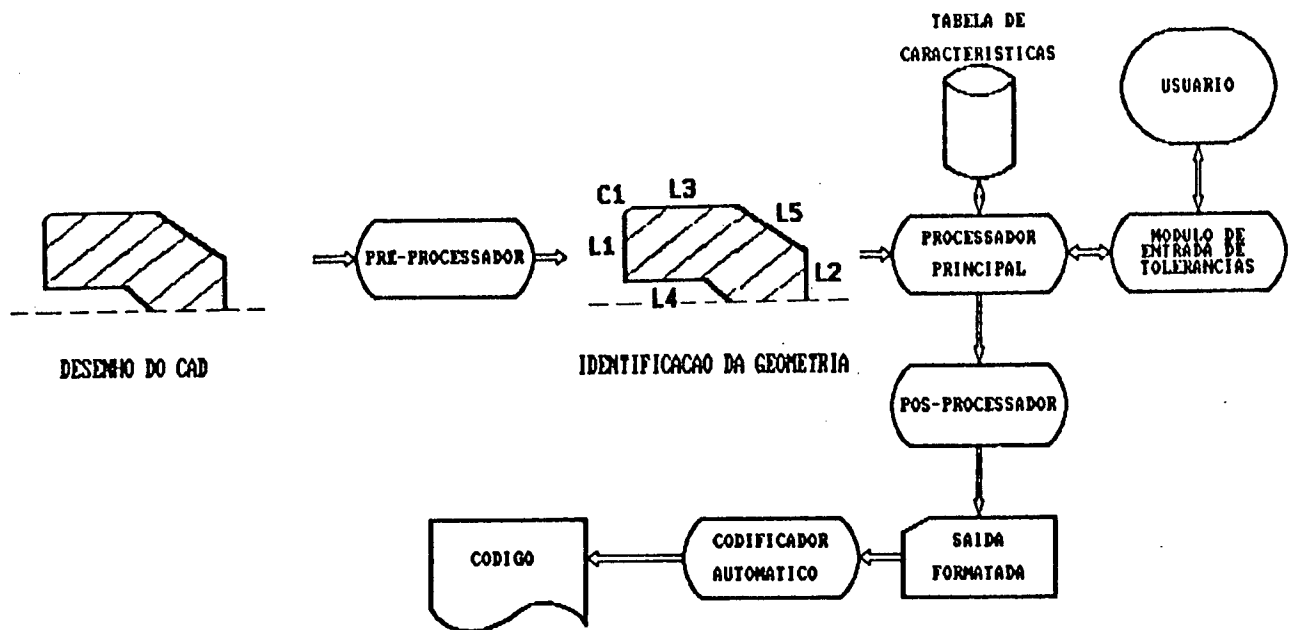 TABELA DE
CARACTERISTICAS
USUARIO
C1
L3
L5
L1
L2
L4
PRE-PROCESSADOR
PROCESSADOR
PRINCIPAL
MODULO DE
ENTRADA DE
TOLERANCIAS
DESENHO DO CAD
IDENTIFICACAO DA GEOMETRIA
POS-PROCESSADOR
CODIGO
CODIFICADOR
AUTOMATICO
SAIDA
FORMATADA